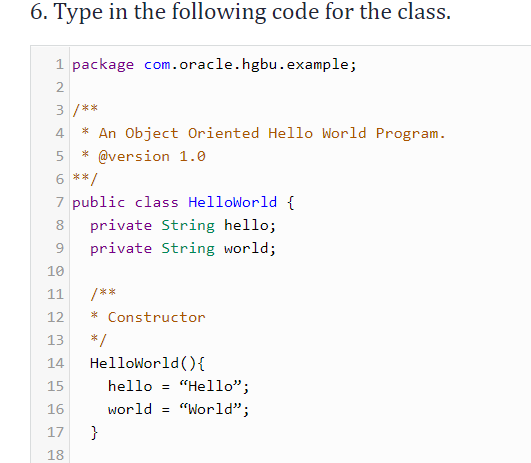 6. Type in the following code for the class.
1 package com.oracle.hgbu.example;
2
3 /**
4  * An Object Oriented Hello World Program.
5  * @version 1.0
6 **/
7 public class HelloWorld {
8   private String hello;
9   private String world;
10
11   /**
12   * Constructor
13   */
14   HelloWorld(){
15     hello = “Hello”;
16     world = “World”;
17   }
18